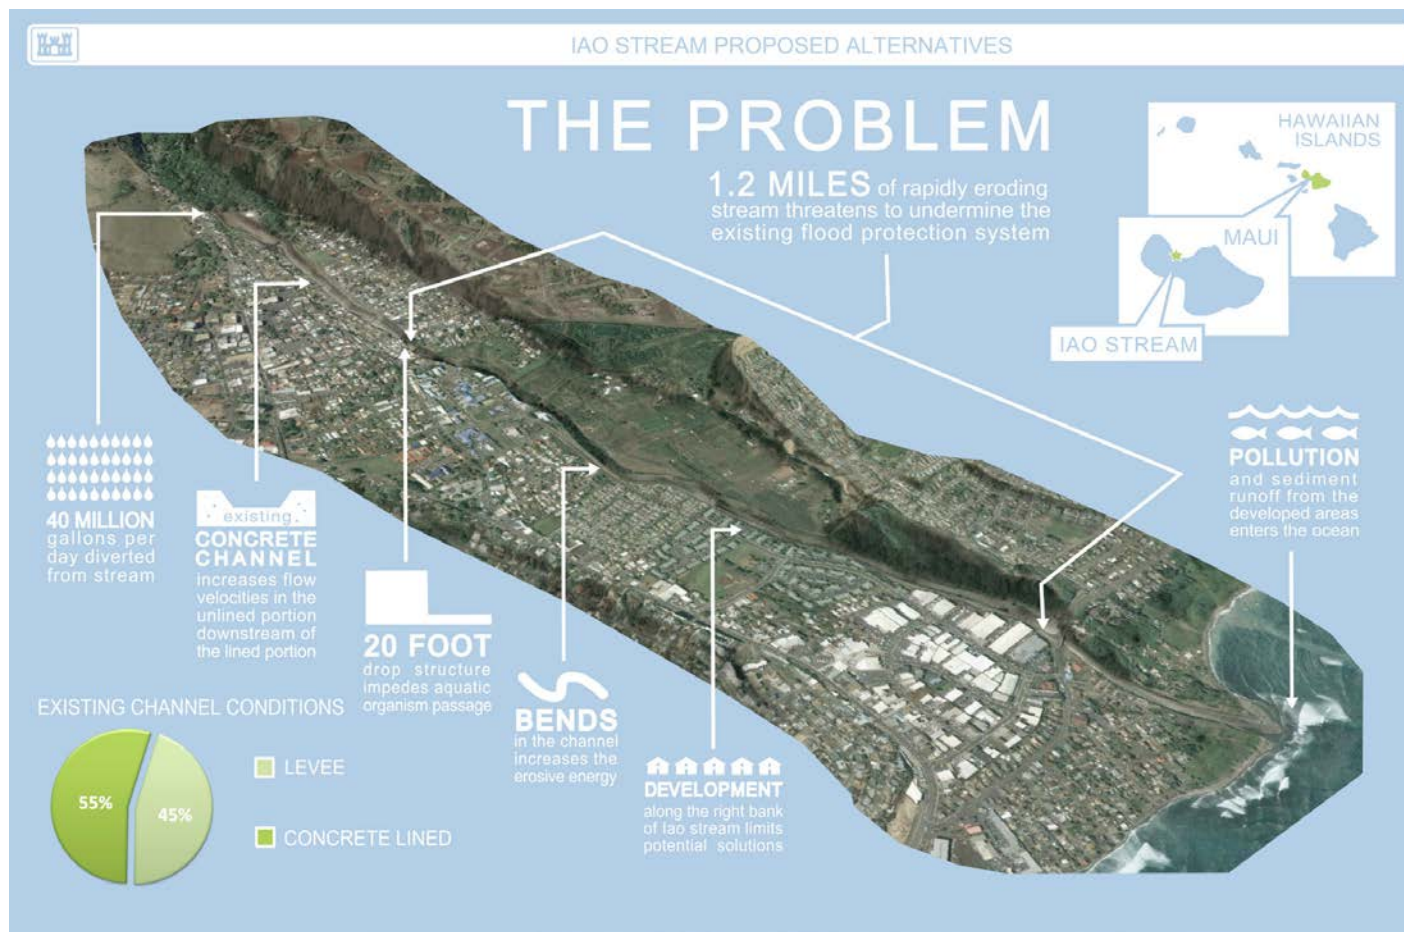 IAO STREAM PROPOSED ALTERNATIVES
THE PROBLEM
1.2 MILES of rapidly eroding
stream threatens to undermine the
existing flood protection system
HAWAIIAN
ISLANDS
MAUI
IAO STREAM
40 MILLION
gallons per
day diverted
from stream
existing
CONCRETE
CHANNEL
increases flow
velocities in the
unlined portion
downstream of
the lined portion
20 FOOT
drop structure
impedes aquatic
organism passage
BENDS
in the channel
increases the
erosive energy
DEVELOPMENT
along the right bank
of Iao stream limits
potential solutions
POLLUTION
and sediment
runoff from the
developed areas
enters the ocean
EXISTING CHANNEL CONDITIONS
55%
45%
LEVEE
CONCRETE LINED